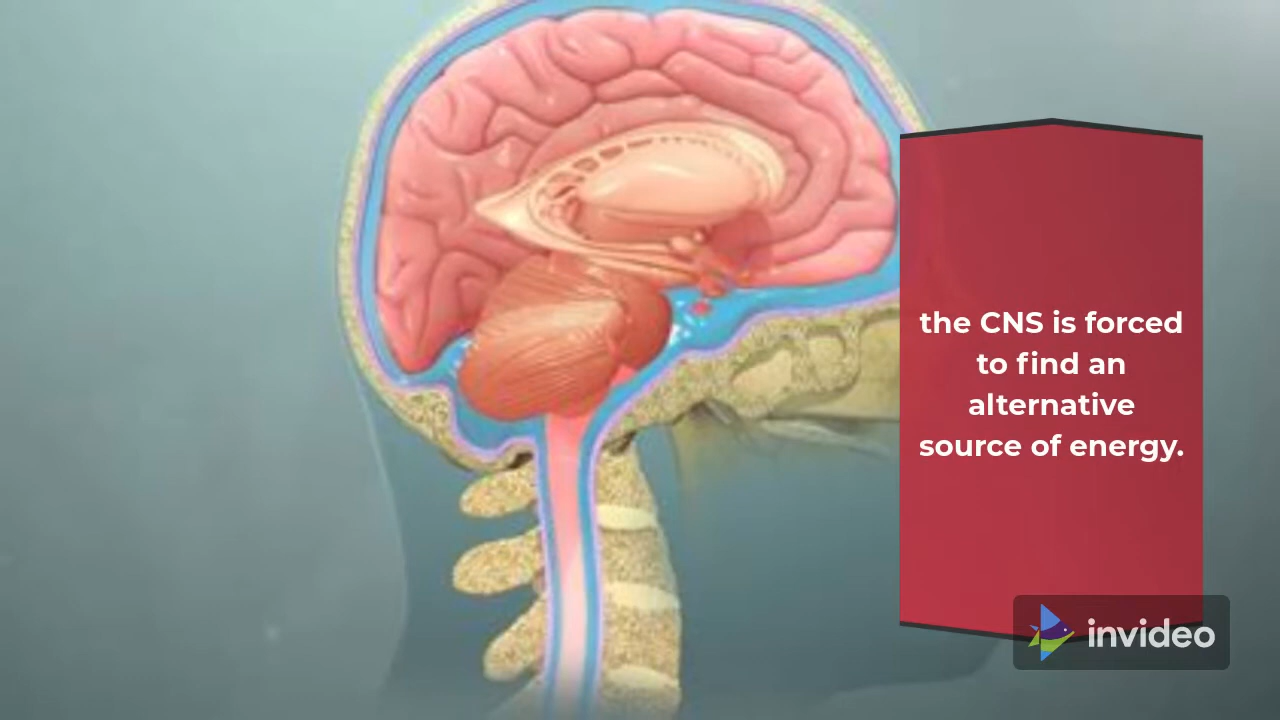 the CNS is forced
to find an
alternative
source of energy.
invideo